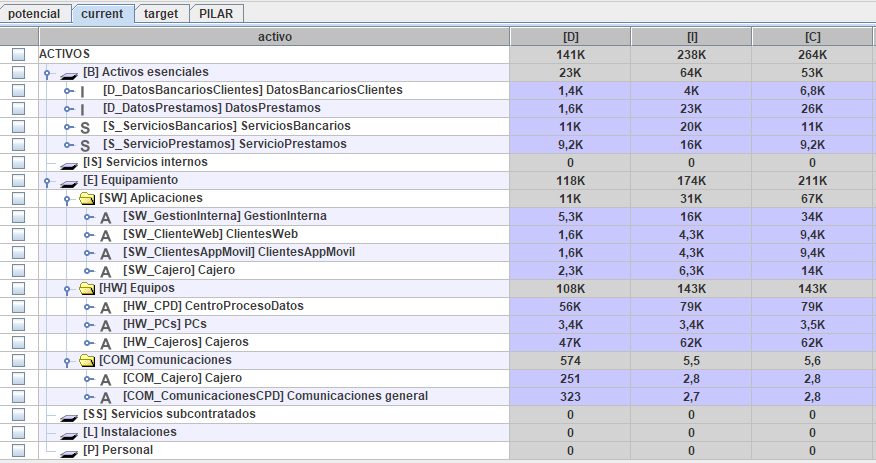 potencial current target PILAR
activo [D] [I] [C]
ACTIVOS 141K 238K 264K
[B] Activos esenciales 23K 64K 53K
[D_DatosBancariosClientes] DatosBancariosClientes 1,4K 4K 6,8K
[D_DatosPrestamos] DatosPrestamos 1,6K 23K 26K
S [S_ServiciosBancarios] ServiciosBancarios 11K 20K 11K
S [S_ServicioPrestamos] ServicioPrestamos 9,2K 16K 9,2K
[IS] Servicios internos 0 0 0
[E] Equipamiento 118K 174K 211K
[SW] Aplicaciones 11K 31K 67K
A [SW_GestionInterna] GestionInterna 5,3K 16K 34K
A [SW_ClienteWeb] ClientesWeb 1,6K 4,3K 9,4K
A [SW_ClientesAppMovil] ClientesAppMovil 1,6K 4,3K 9,4K
A [SW_Cajero] Cajero 2,3K 6,3K 14K
[HW] Equipos 108K 143K 143K
A [HW_CPD] CentroProcesoDatos 56K 79K 79K
A [HW_PCs] PCs 3,4K 3,4K 3,5K
A [HW_Cajeros] Cajeros 47K 62K 62K
[COM] Comunicaciones 574 5,5 5,6
A [COM_Cajero] Cajero 251 2,8 2,8
A [COM_ComunicacionesCPD] Comunicaciones general 323 2,7 2,8
[SS] Servicios subcontratados 0 0 0
[L] Instalaciones 0 0 0
[P] Personal 0 0 0